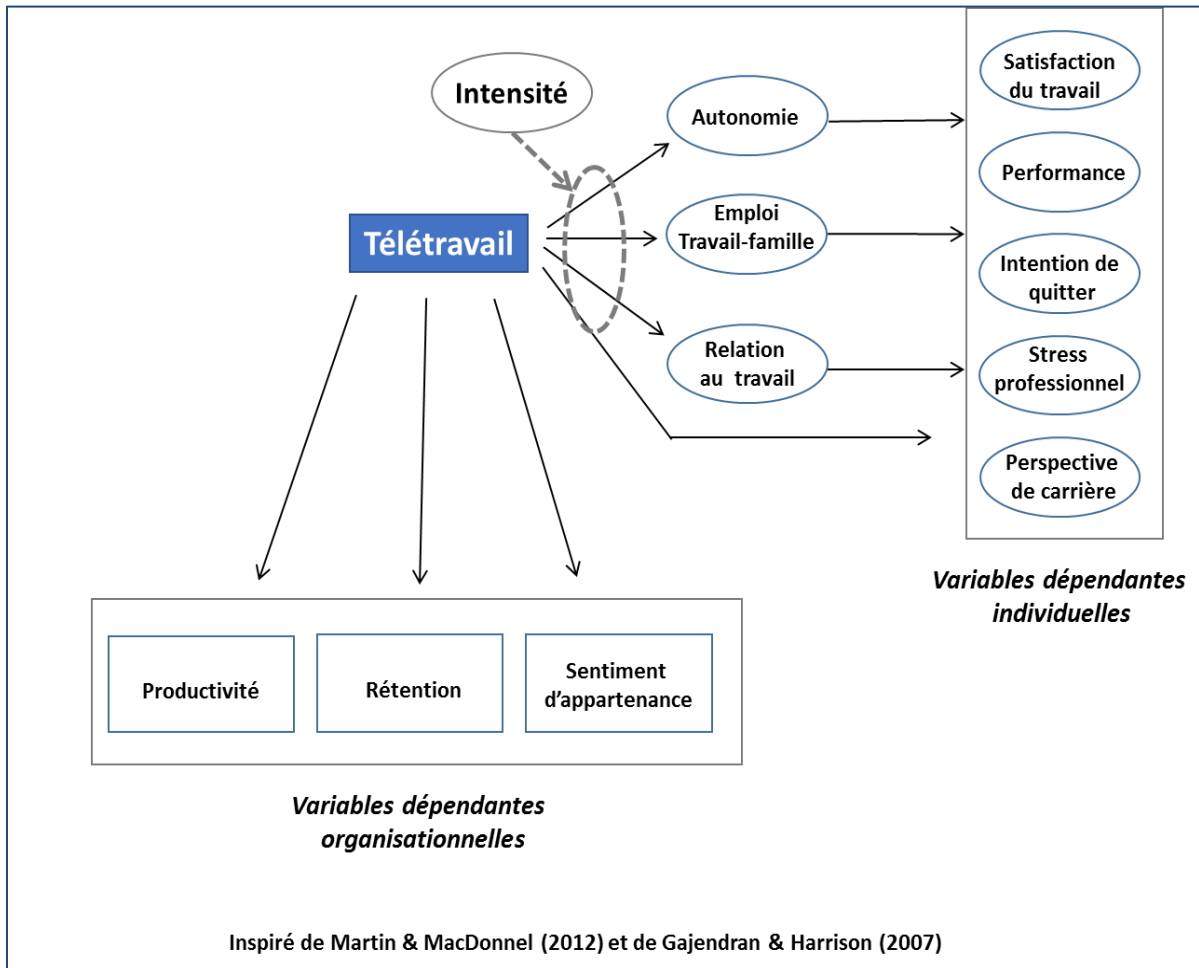 Intensité
Télétravail
Autonomie
Emploi
Travail-famille
Relation
au travail
Satisfaction
du travail
Performance
Intention de
quitter
Stress
professionnel
Perspective
de carrière
Variables dépendantes
individuelles
Productivité
Rétention
Sentiment
d’appartenance
Variables dépendantes
organisationnelles
Inspiré de Martin & MacDonnel (2012) et de Gajendran & Harrison (2007)